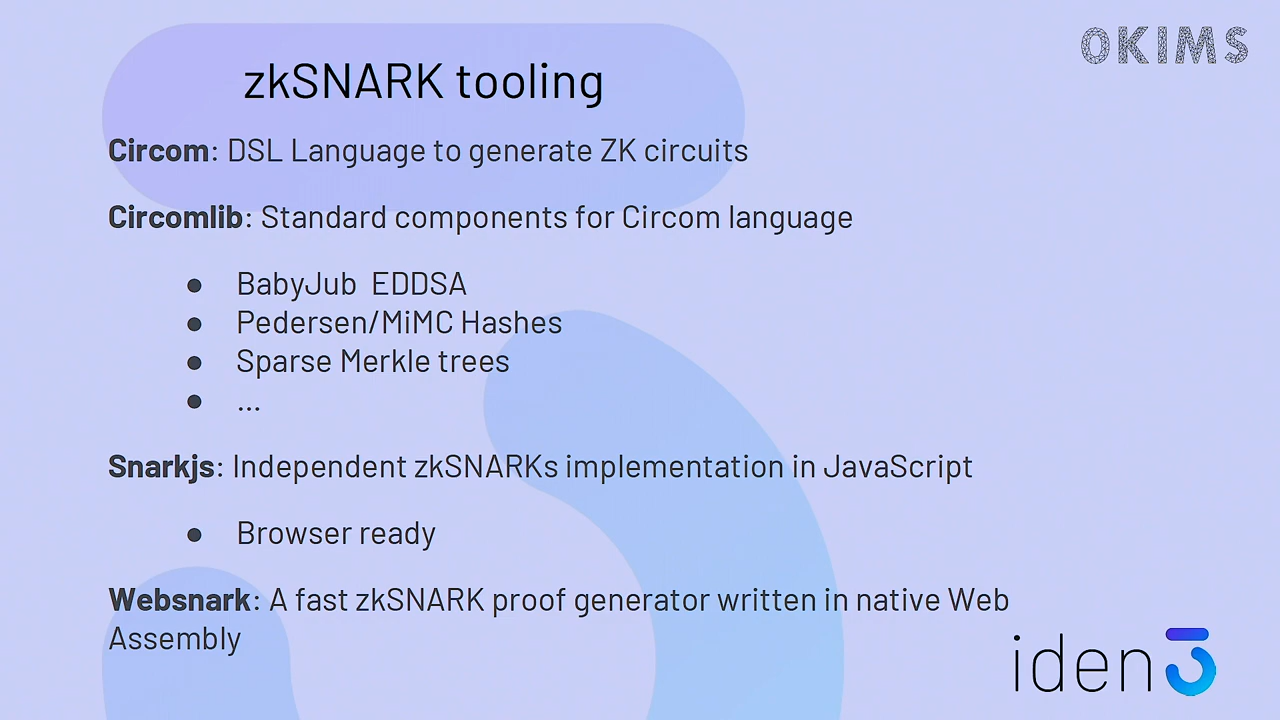 OKIMS
zkSNARK tooling
Circom: DSL Language to generate ZK circuits
Circomlib: Standard components for Circom language
● BabyJub  EDDSA
● Pedersen/MiMC Hashes
● Sparse Merkle trees
● ...
Snarkjs: Independent zkSNARKs implementation in JavaScript
● Browser ready
Websnark: A fast zkSNARK proof generator written in native Web
Assembly
iden3